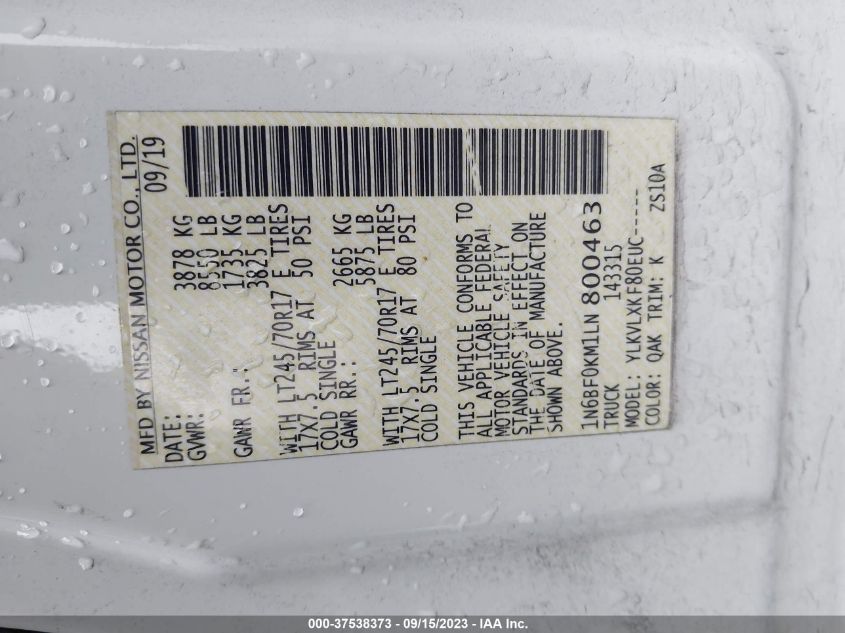 MFD BY NISSAN MOTOR CO., LTD.
DATE: 09/19
GVWR: 3878 KG
8550 LB
GAWR FR.: 1735 KG
3825 LB
WITH LT245/70R17 E TIRES
17X7.5 RIMS AT 50 PSI
COLD SINGLE
GAWR RR.: 2665 KG
5875 LB
WITH LT245/70R17 E TIRES
17X7.5 RIMS AT 80 PSI
COLD SINGLE
THIS VEHICLE CONFORMS TO
ALL APPLICABLE FEDERAL
MOTOR VEHICLE SAFETY
STANDARDS IN EFFECT ON
THE DATE OF MANUFACTURE
SHOWN ABOVE.
1N6BF0KM1LN 800463
TRUCK 143315
MODEL: YLKVLXK F80EUC-----
COLOR: QAK TRIM: K ZS10A
000-37538373 - 09/15/2023 - IAA Inc.